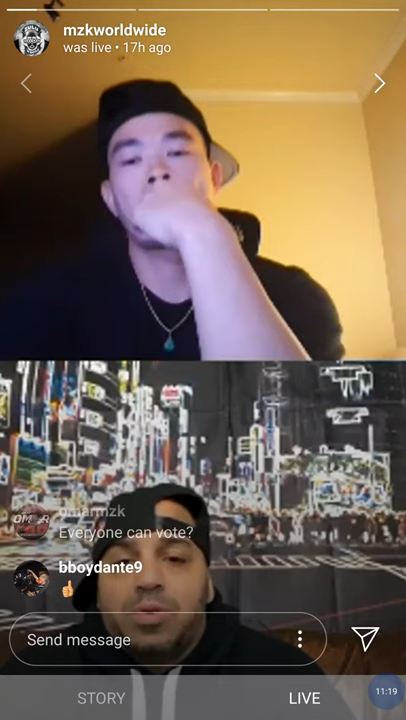 mzkworldwide
was live • 17h ago
omarmzk
Everyone can vote?
bboydante9
👍🏼
Send message
STORY
LIVE
11:19